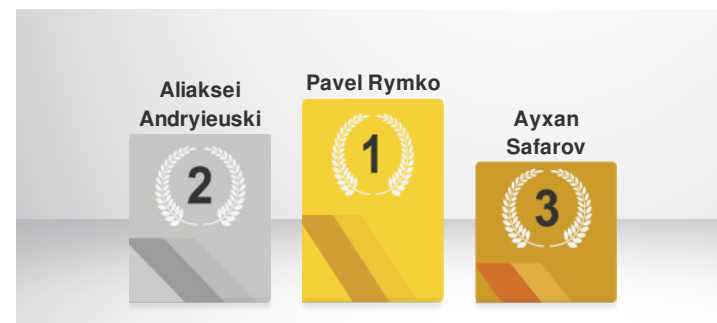 Aliaksei
Andryieuski
2
Pavel Rymko
1
Ayxan
Safarov
3